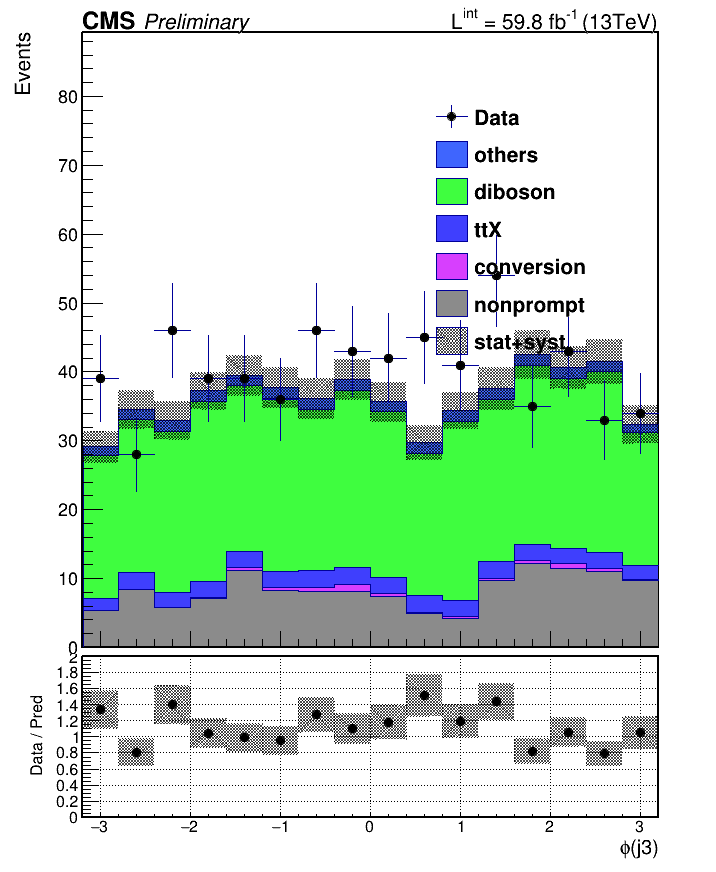 CMS Preliminary L^int = 59.8 fb^-1 (13TeV)
Events
80
70
60
50
40
30
20
10
0
Data
others
diboson
ttX
conversion
nonprompt
stat+syst
2
1.8
1.6
1.4
1.2
1
0.8
0.6
0.4
0.2
0
Data / Pred
−3 −2 −1 0 1 2 3
ϕ(j3)